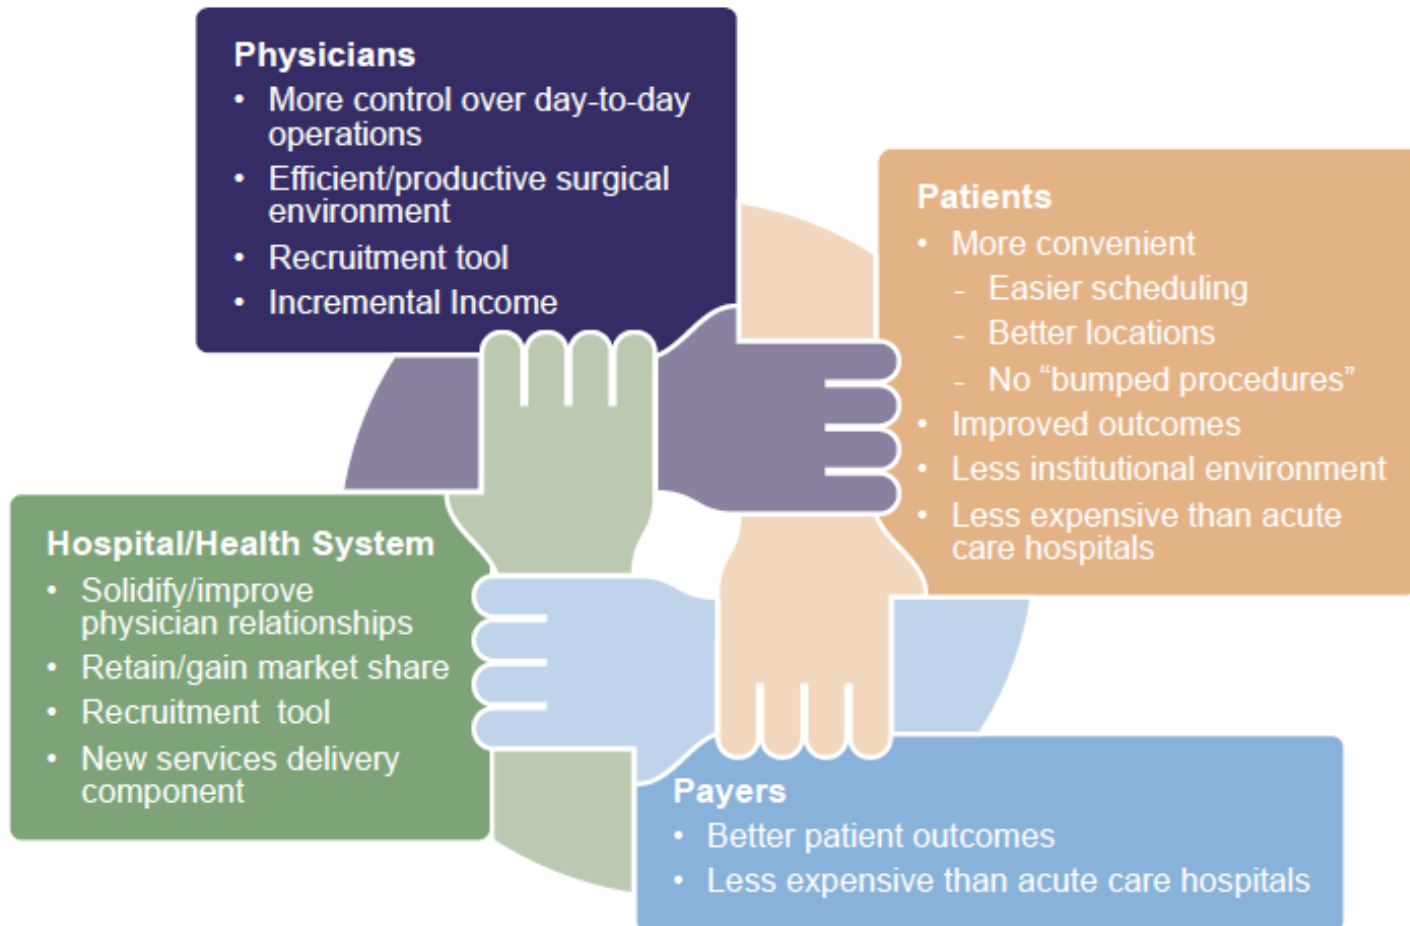 Physicians
• More control over day-to-day
operations
• Efficient/productive surgical
environment
• Recruitment tool
• Incremental Income
Patients
• More convenient
- Easier scheduling
- Better locations
- No “bumped procedures”
• Improved outcomes
• Less institutional environment
• Less expensive than acute
care hospitals
Hospital/Health System
• Solidify/improve
physician relationships
• Retain/gain market share
• Recruitment tool
• New services delivery
component
Payers
• Better patient outcomes
• Less expensive than acute care hospitals